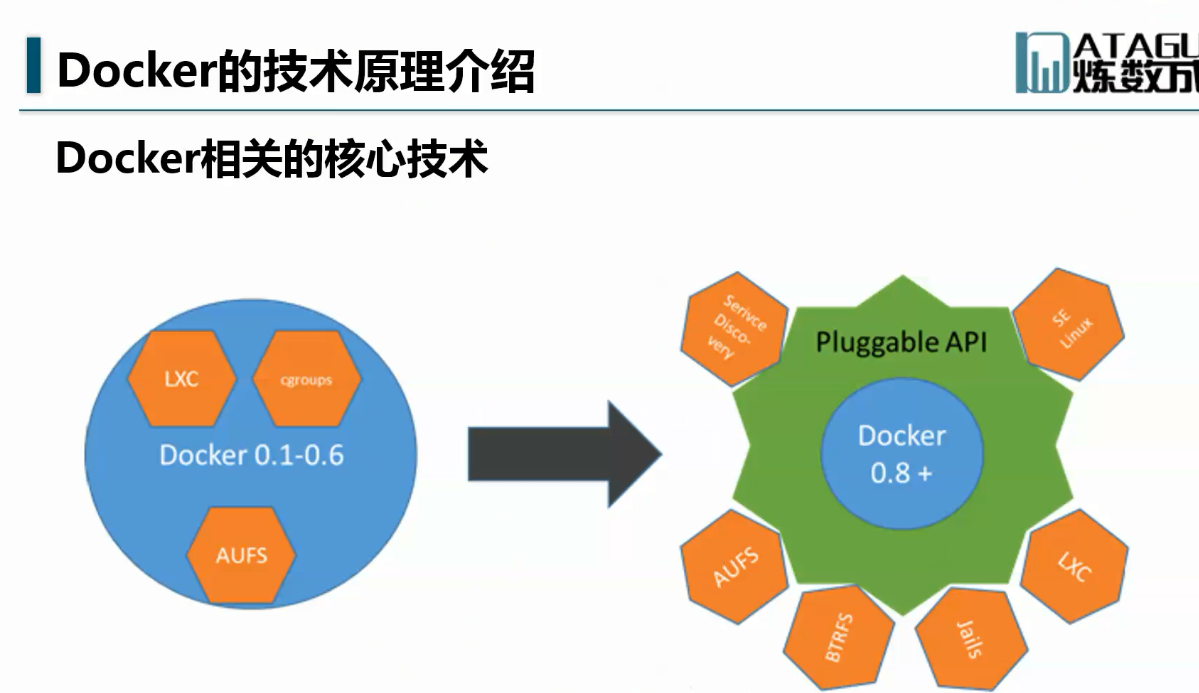 Docker的技术原理介绍
ATAGU
炼数成
Docker相关的核心技术
LXC
cgroups
Docker 0.1-0.6
AUFS
Serivce
Disco-
very
SE
Linux
Pluggable API
Docker
0.8 +
AUFS
LXC
BTRFS
Jails